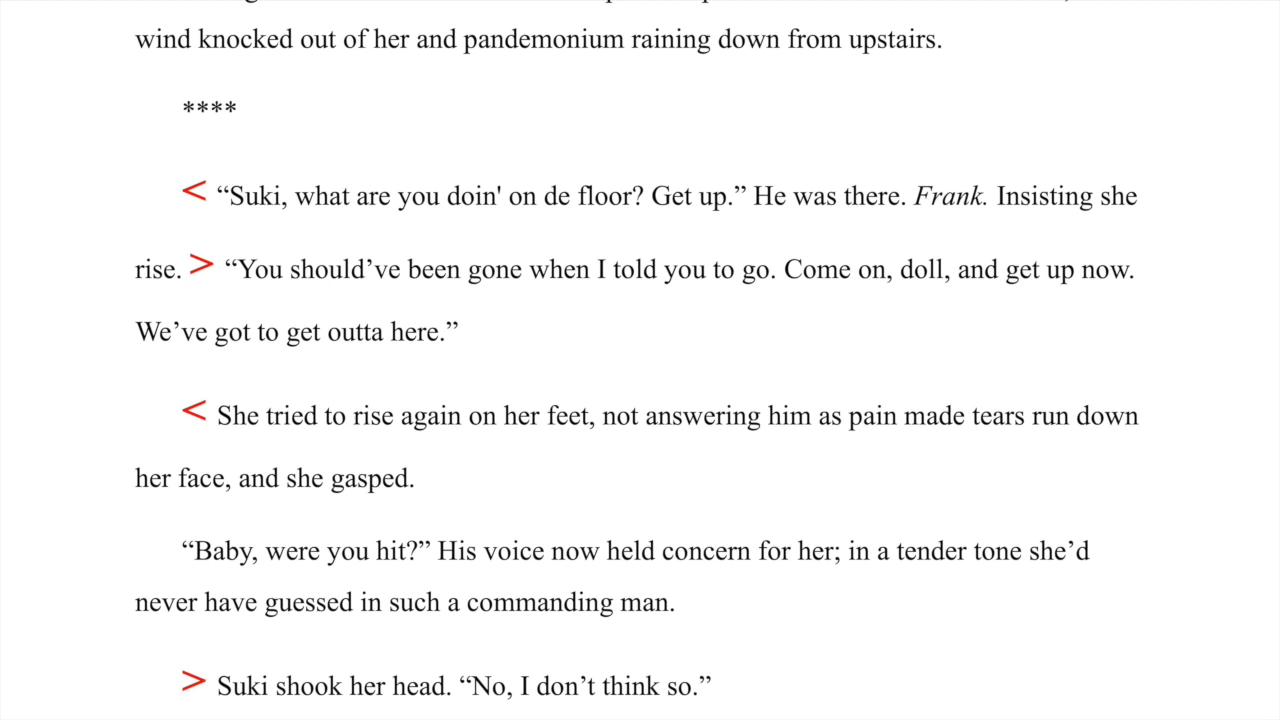 wind knocked out of her and pandemonium raining down from upstairs.
****
< “Suki, what are you doin' on de floor? Get up.” He was there. Frank. Insisting she
rise. > “You should’ve been gone when I told you to go. Come on, doll, and get up now.
We’ve got to get outta here.”
< She tried to rise again on her feet, not answering him as pain made tears run down
her face, and she gasped.
“Baby, were you hit?” His voice now held concern for her; in a tender tone she’d
never have guessed in such a commanding man.
> Suki shook her head. “No, I don’t think so.”